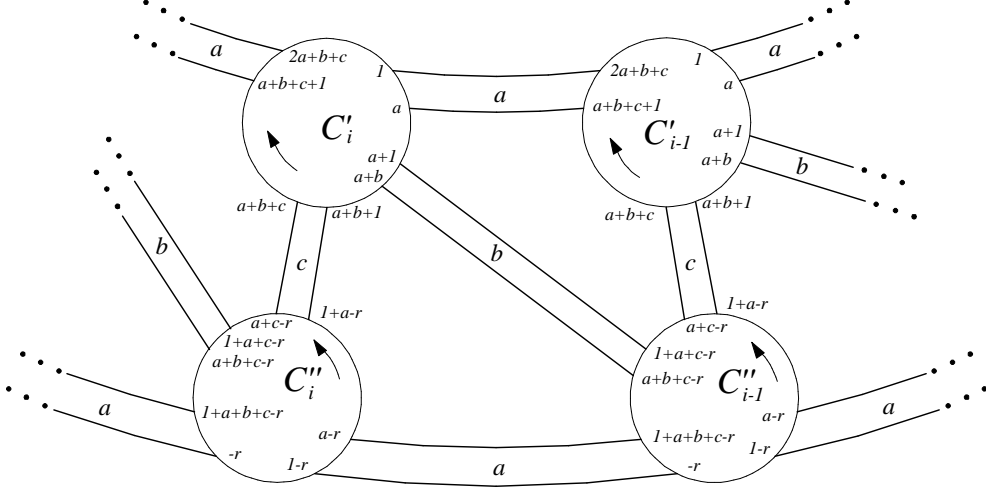 a
2a+b+c
1
a
2a+b+c
1
a
a+b+c+1
a
a+b+c+1
a
C'i
C'i-1
a+1
a+b
a+1
a+b
b
a+b+c
a+b+1
a+b+c
a+b+1
b
c
b
c
a+c-r
1+a-r
a+c-r
1+a-r
1+a+c-r
a+b+c-r
1+a+c-r
a+b+c-r
C''i
C''i-1
a
1+a+b+c-r
a-r
1+a+b+c-r
a-r
a
-r
1-r
a
-r
1-r